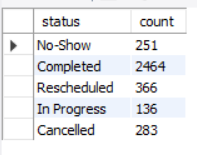 status count
No-Show 251
Completed 2464
Rescheduled 366
In Progress 136
Cancelled 283